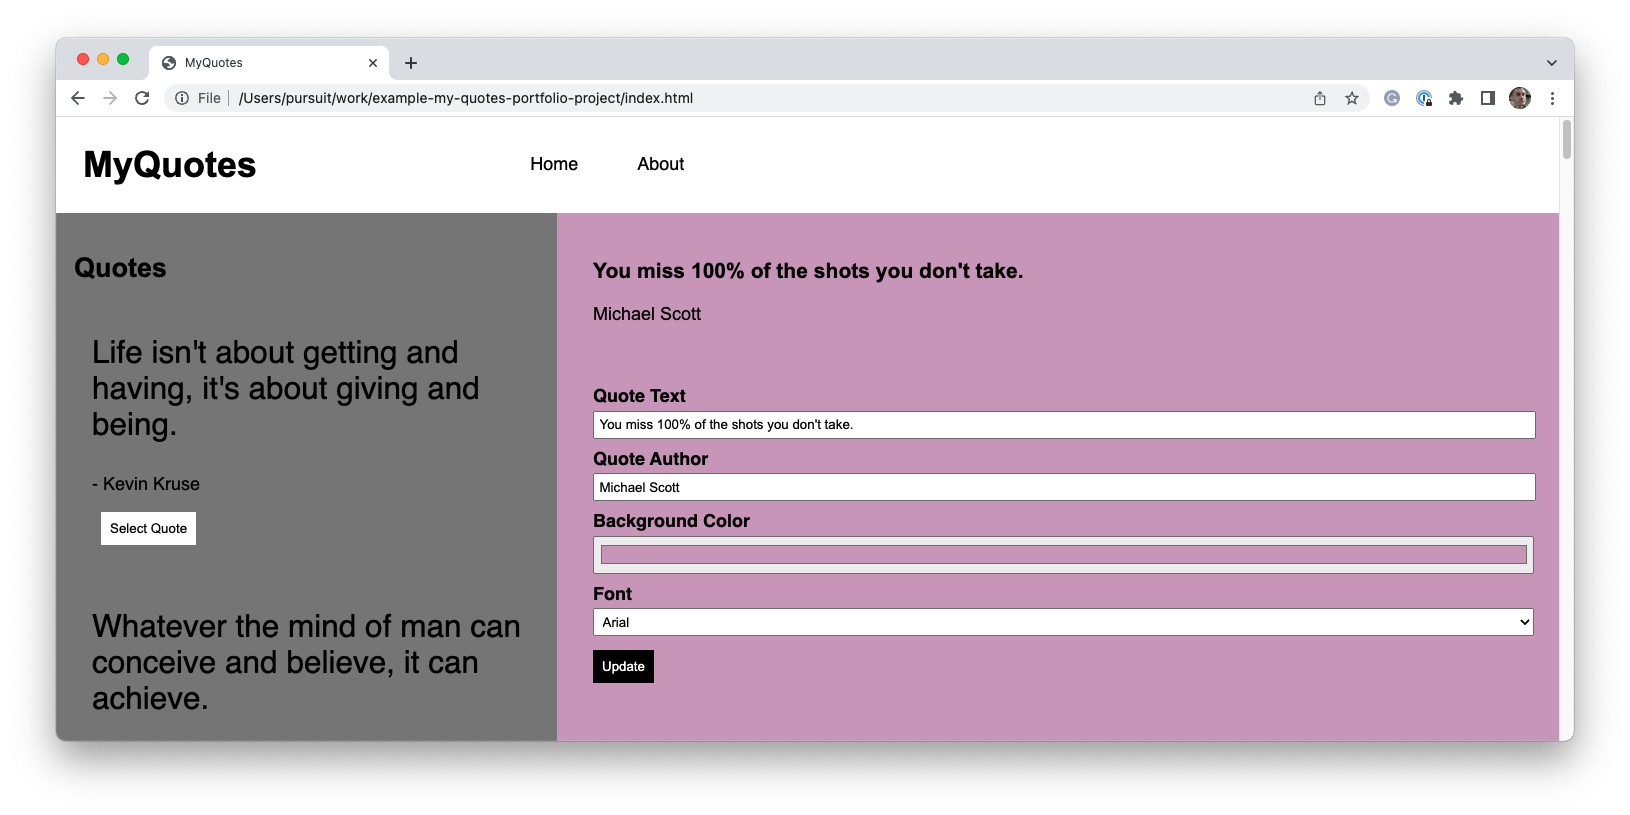 MyQuotes
File /Users/pursuit/work/example-my-quotes-portfolio-project/index.html
MyQuotes
Home About
Quotes
Life isn't about getting and
having, it's about giving and
being.
- Kevin Kruse
Select Quote
Whatever the mind of man can
conceive and believe, it can
achieve.
You miss 100% of the shots you don't take.
Michael Scott
Quote Text
You miss 100% of the shots you don't take.
Quote Author
Michael Scott
Background Color
Font
Arial
Update